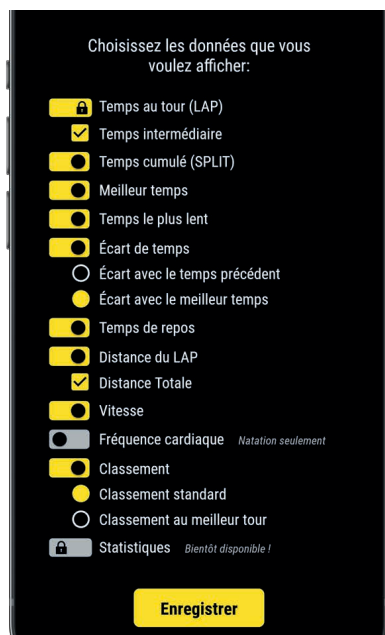 Choisissez les données que vous
voulez afficher:
Temps au tour (LAP)
Temps intermédiaire
Temps cumulé (SPLIT)
Meilleur temps
Temps le plus lent
Écart de temps
Écart avec le temps précédent
Écart avec le meilleur temps
Temps de repos
Distance du LAP
Distance Totale
Vitesse
Fréquence cardiaque Natation seulement
Classement
Classement standard
Classement au meilleur tour
Statistiques Bientôt disponible !
Enregistrer